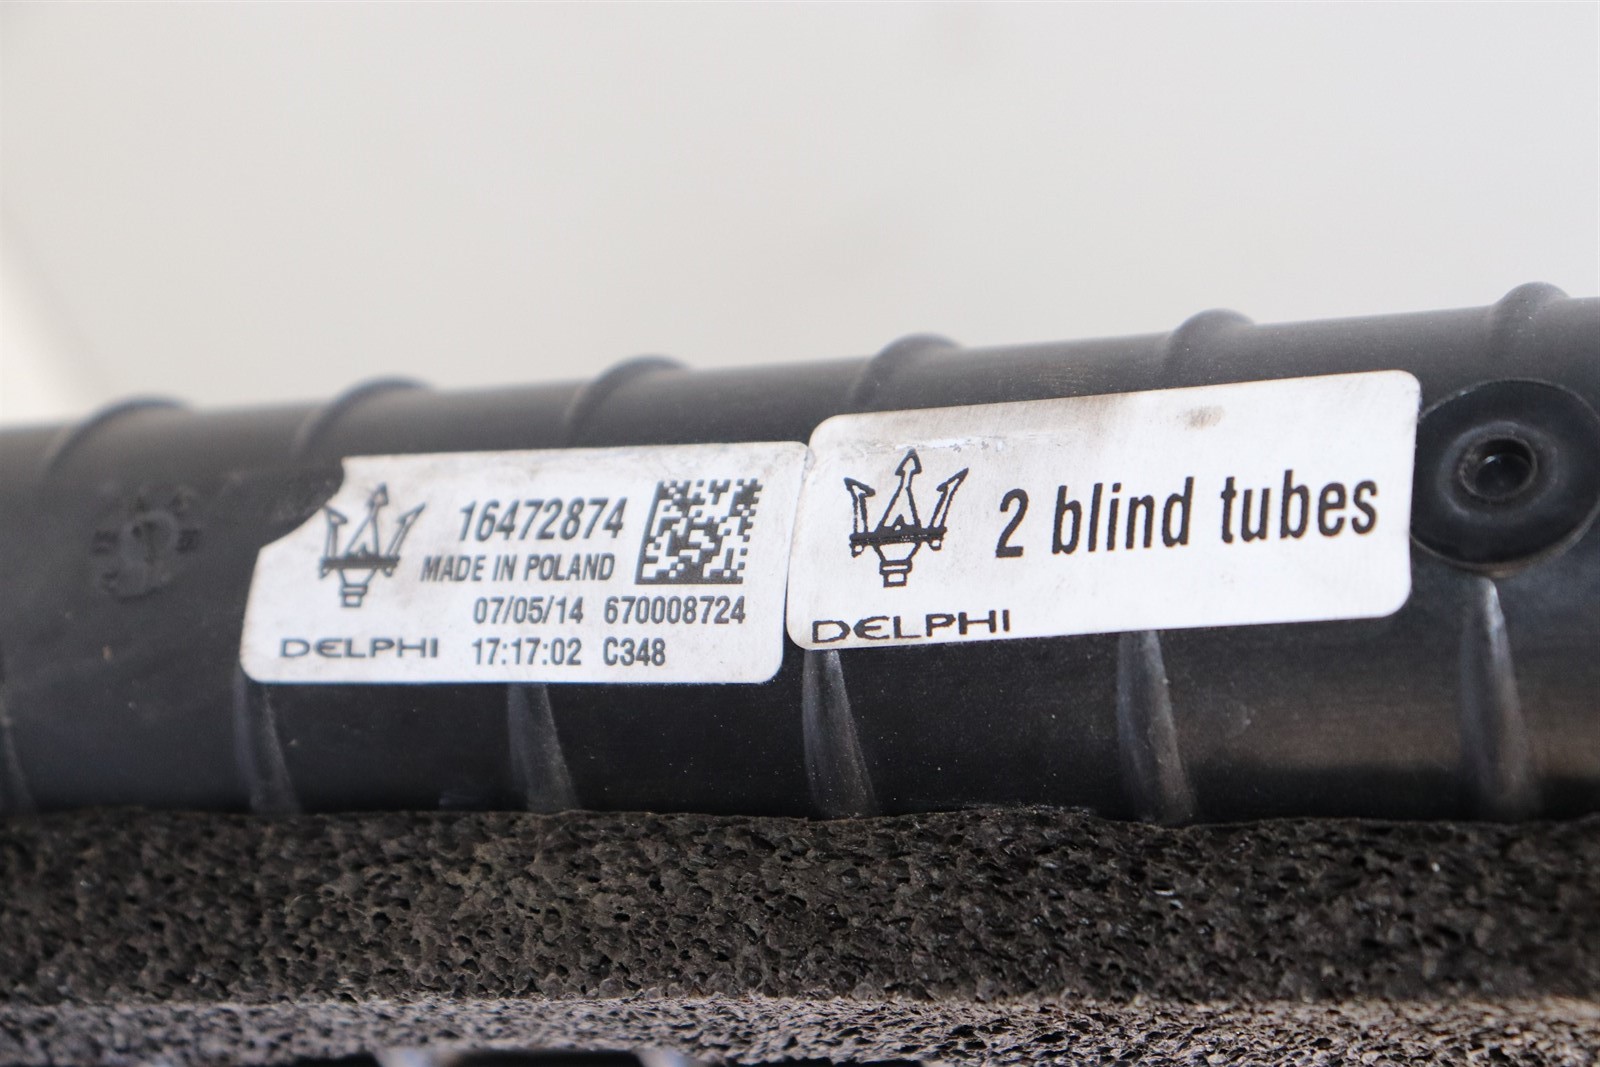 16472874
MADE IN POLAND
07/05/14 670008724
DELPHI 17:17:02 C348
2 blind tubes
DELPHI